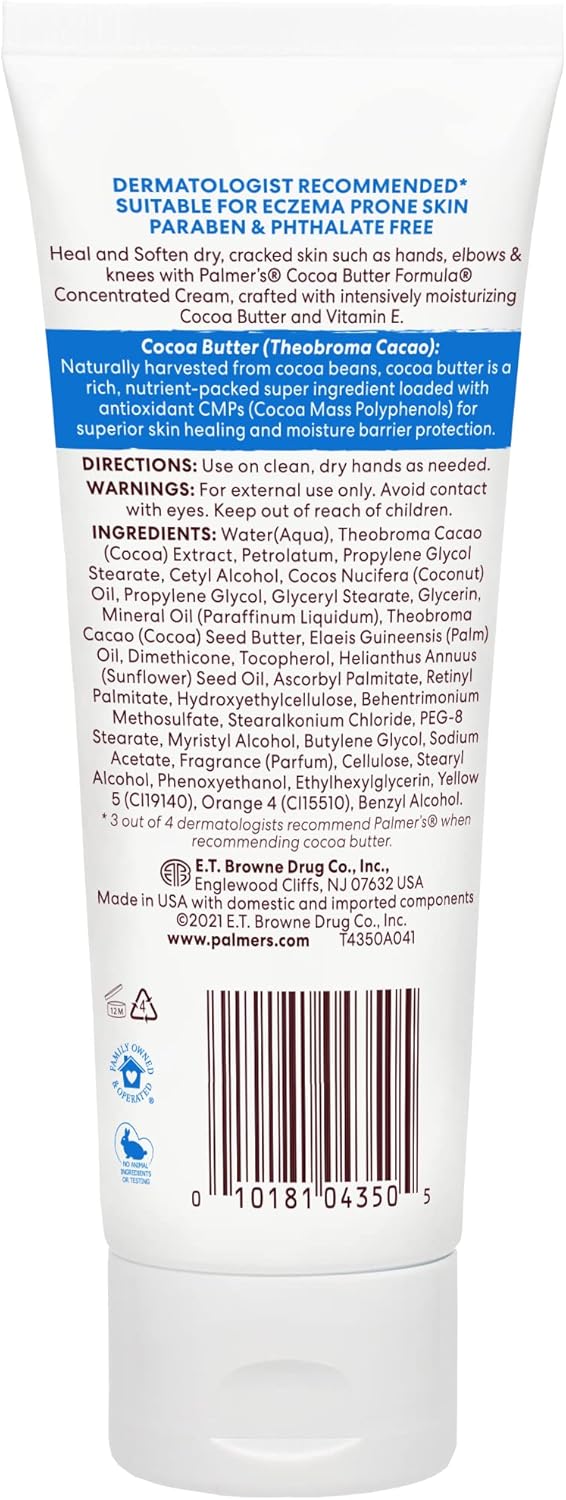 DERMATOLOGIST RECOMMENDED*
SUITABLE FOR ECZEMA PRONE SKIN
PARABEN & PHTHALATE FREE
Heal and Soften dry, cracked skin such as hands, elbows &
knees with Palmer's® Cocoa Butter Formula®
Concentrated Cream, crafted with intensively moisturizing
Cocoa Butter and Vitamin E.
Cocoa Butter (Theobroma Cacao):
Naturally harvested from cocoa beans, cocoa butter is a
rich, nutrient-packed super ingredient loaded with
antioxidant CMPs (Cocoa Mass Polyphenols) for
superior skin healing and moisture barrier protection.
DIRECTIONS: Use on clean, dry hands as needed.
WARNINGS: For external use only. Avoid contact
with eyes. Keep out of reach of children.
INGREDIENTS: Water(Aqua), Theobroma Cacao
(Cocoa) Extract, Petrolatum, Propylene Glycol
Stearate, Cetyl Alcohol, Cocos Nucifera (Coconut)
Oil, Propylene Glycol, Glyceryl Stearate, Glycerin,
Mineral Oil (Paraffinum Liquidum), Theobroma
Cacao (Cocoa) Seed Butter, Elaeis Guineensis (Palm)
Oil, Dimethicone, Tocopherol, Helianthus Annuus
(Sunflower) Seed Oil, Ascorbyl Palmitate, Retinyl
Palmitate, Hydroxyethylcellulose, Behentrimonium
Methosulfate, Stearalkonium Chloride, PEG-8
Stearate, Myristyl Alcohol, Butylene Glycol, Sodium
Acetate, Fragrance (Parfum), Cellulose, Stearyl
Alcohol, Phenoxyethanol, Ethylhexylglycerin, Yellow
5 (CI19140), Orange 4 (CI15510), Benzyl Alcohol.
* 3 out of 4 dermatologists recommend Palmer's® when
recommending cocoa butter.
EB E.T. Browne Drug Co., Inc.,
Englewood Cliffs, NJ 07632 USA
Made in USA with domestic and imported components
©2021 E.T. Browne Drug Co., Inc.
www.palmers.com T4350A041
12 M 4
FAMILY OWNED
& OPERATED ®
NO ANIMAL
INGREDIENTS
OR TESTING
0 10181 04350 5